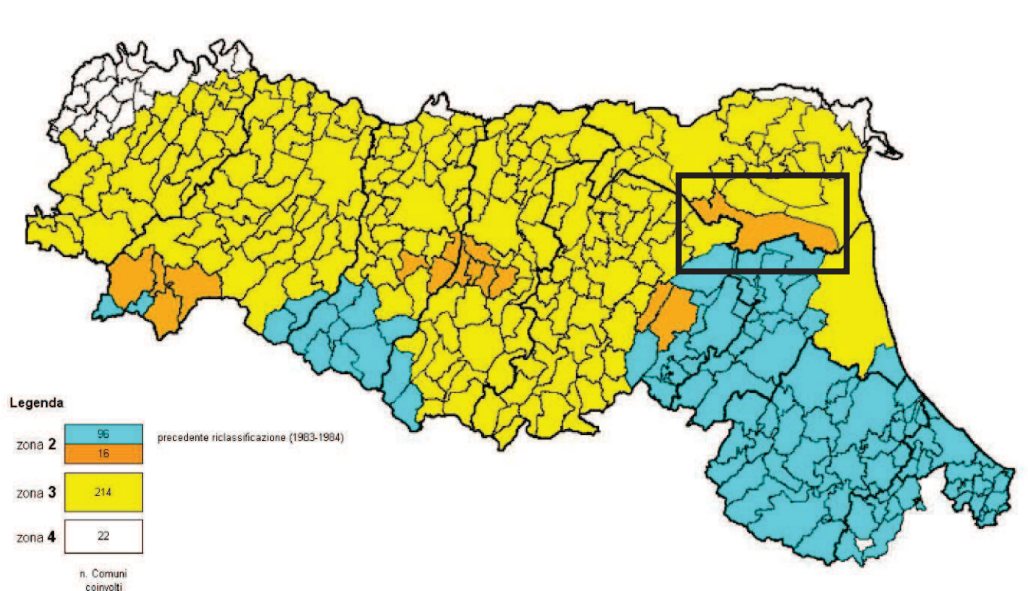 Legenda
zona 2
96
16
precedente riclassificazione (1983-1984)
zona 3
214
zona 4
22
n. Comuni
coinvolti